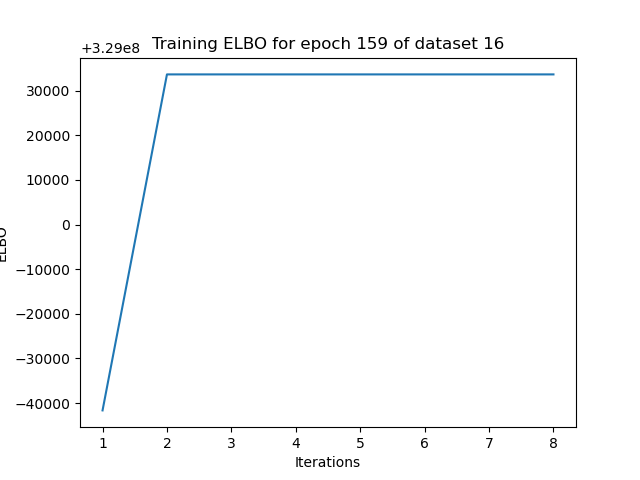 Training ELBO for epoch 159 of dataset 16
+3.29e8
30000
20000
10000
0
−10000
−20000
−30000
−40000
ELBO
1 2 3 4 5 6 7 8
Iterations